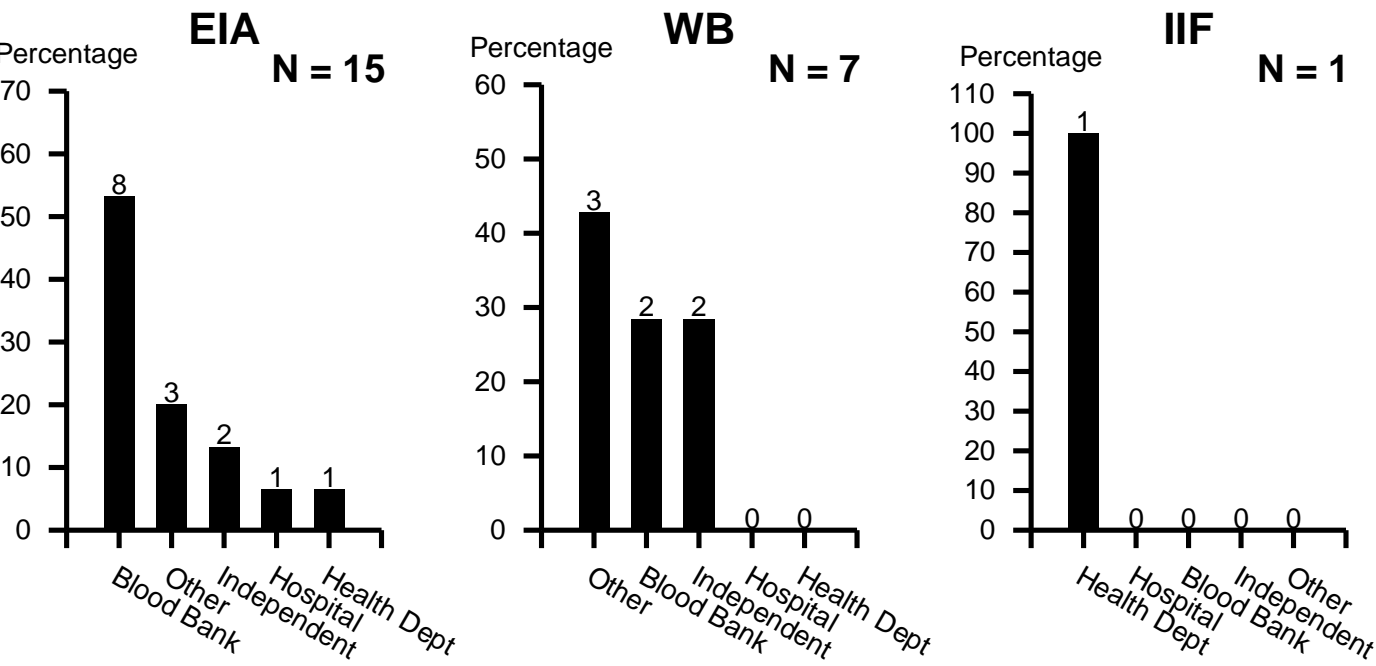 EIA
Percentage
N = 15
70
60
50
40
30
20
10
0
8
3
2
1
1
Blood Bank
Other
Independent
Hospital
Health Dept
WB
Percentage
N = 7
60
50
40
30
20
10
0
3
2
2
0
0
Other
Blood Bank
Independent
Hospital
Health Dept
IIF
Percentage
N = 1
110
100
90
80
70
60
50
40
30
20
10
0
1
0
0
0
0
Health Dept
Hospital
Blood Bank
Independent
Other